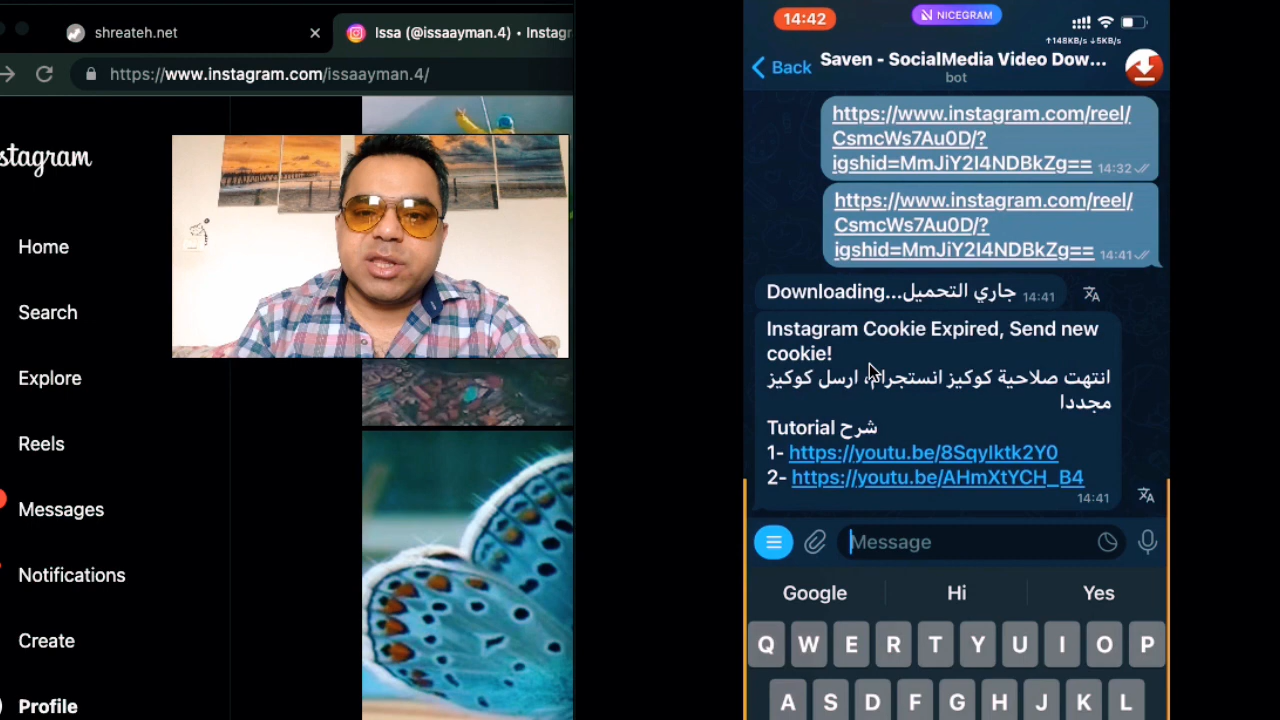 shreateh.net
Issa (@issaayman.4) • Instagr
https://www.instagram.com/issaayman.4/
stagram
Home
Search
Explore
Reels
Messages
Notifications
Create
Profile
14:42
NICEGRAM
↑148KB/s ↓5KB/s
Back
Saven - SocialMedia Video Dow...
bot
https://www.instagram.com/reel/
CsmcWs7Au0D/?
igshid=MmJiY2I4NDBkZg== 14:32
https://www.instagram.com/reel/
CsmcWs7Au0D/?
igshid=MmJiY2I4NDBkZg== 14:41
Downloading...جاري التحميل 14:41
Instagram Cookie Expired, Send new
cookie!
انتهت صلاحية كوكيز انستجرام، ارسل كوكيز
مجددا
Tutorial شرح
1- https://youtu.be/8SqyIktk2Y0
2- https://youtu.be/AHmXtYCH_B4
14:41
Message
Google Hi Yes
Q W E R T Y U I O P
A S D F G H J K L